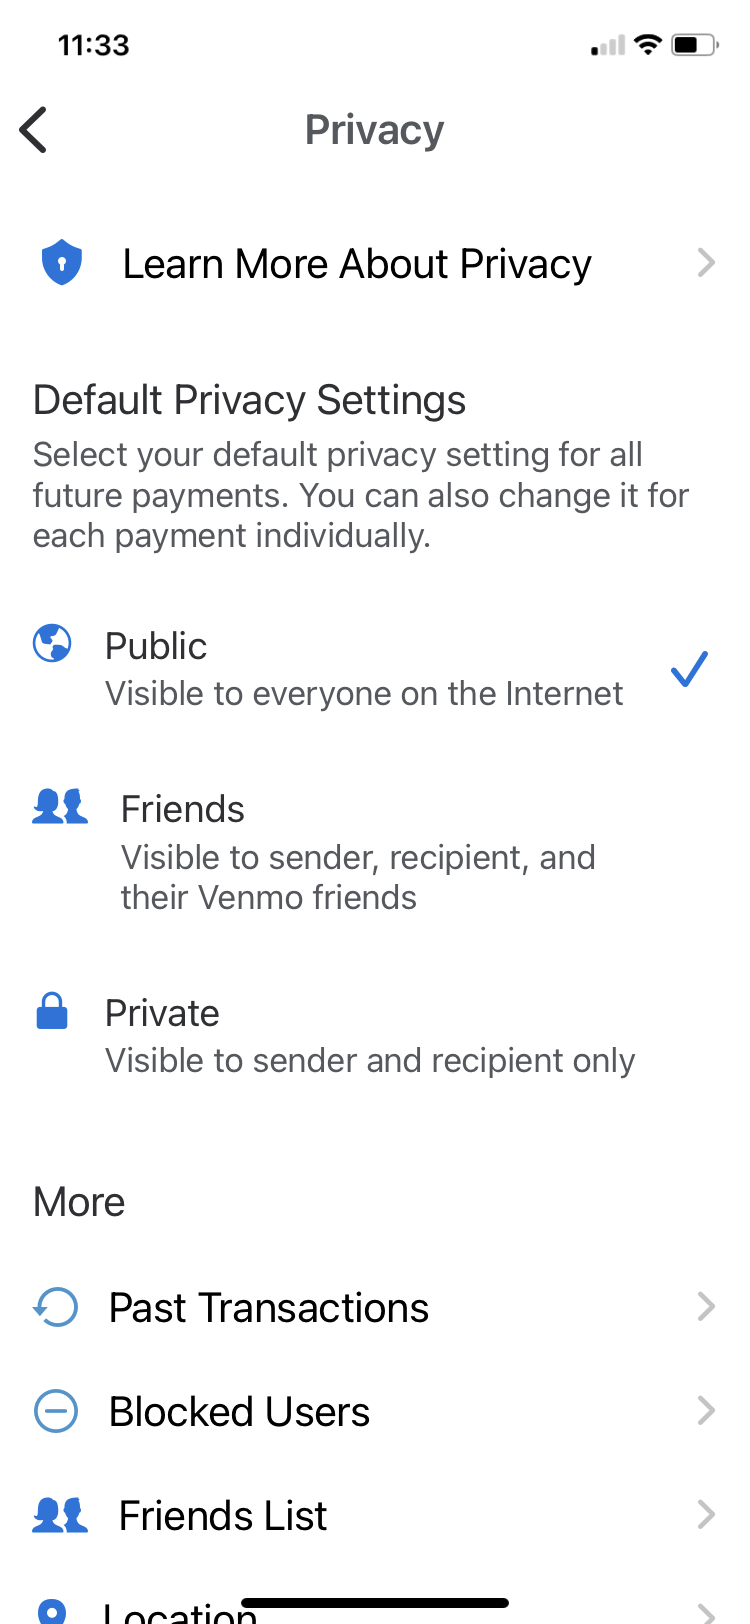 11:33
Privacy
Learn More About Privacy
Default Privacy Settings
Select your default privacy setting for all
future payments. You can also change it for
each payment individually.
Public
Visible to everyone on the Internet
Friends
Visible to sender, recipient, and
their Venmo friends
Private
Visible to sender and recipient only
More
Past Transactions
Blocked Users
Friends List
Location